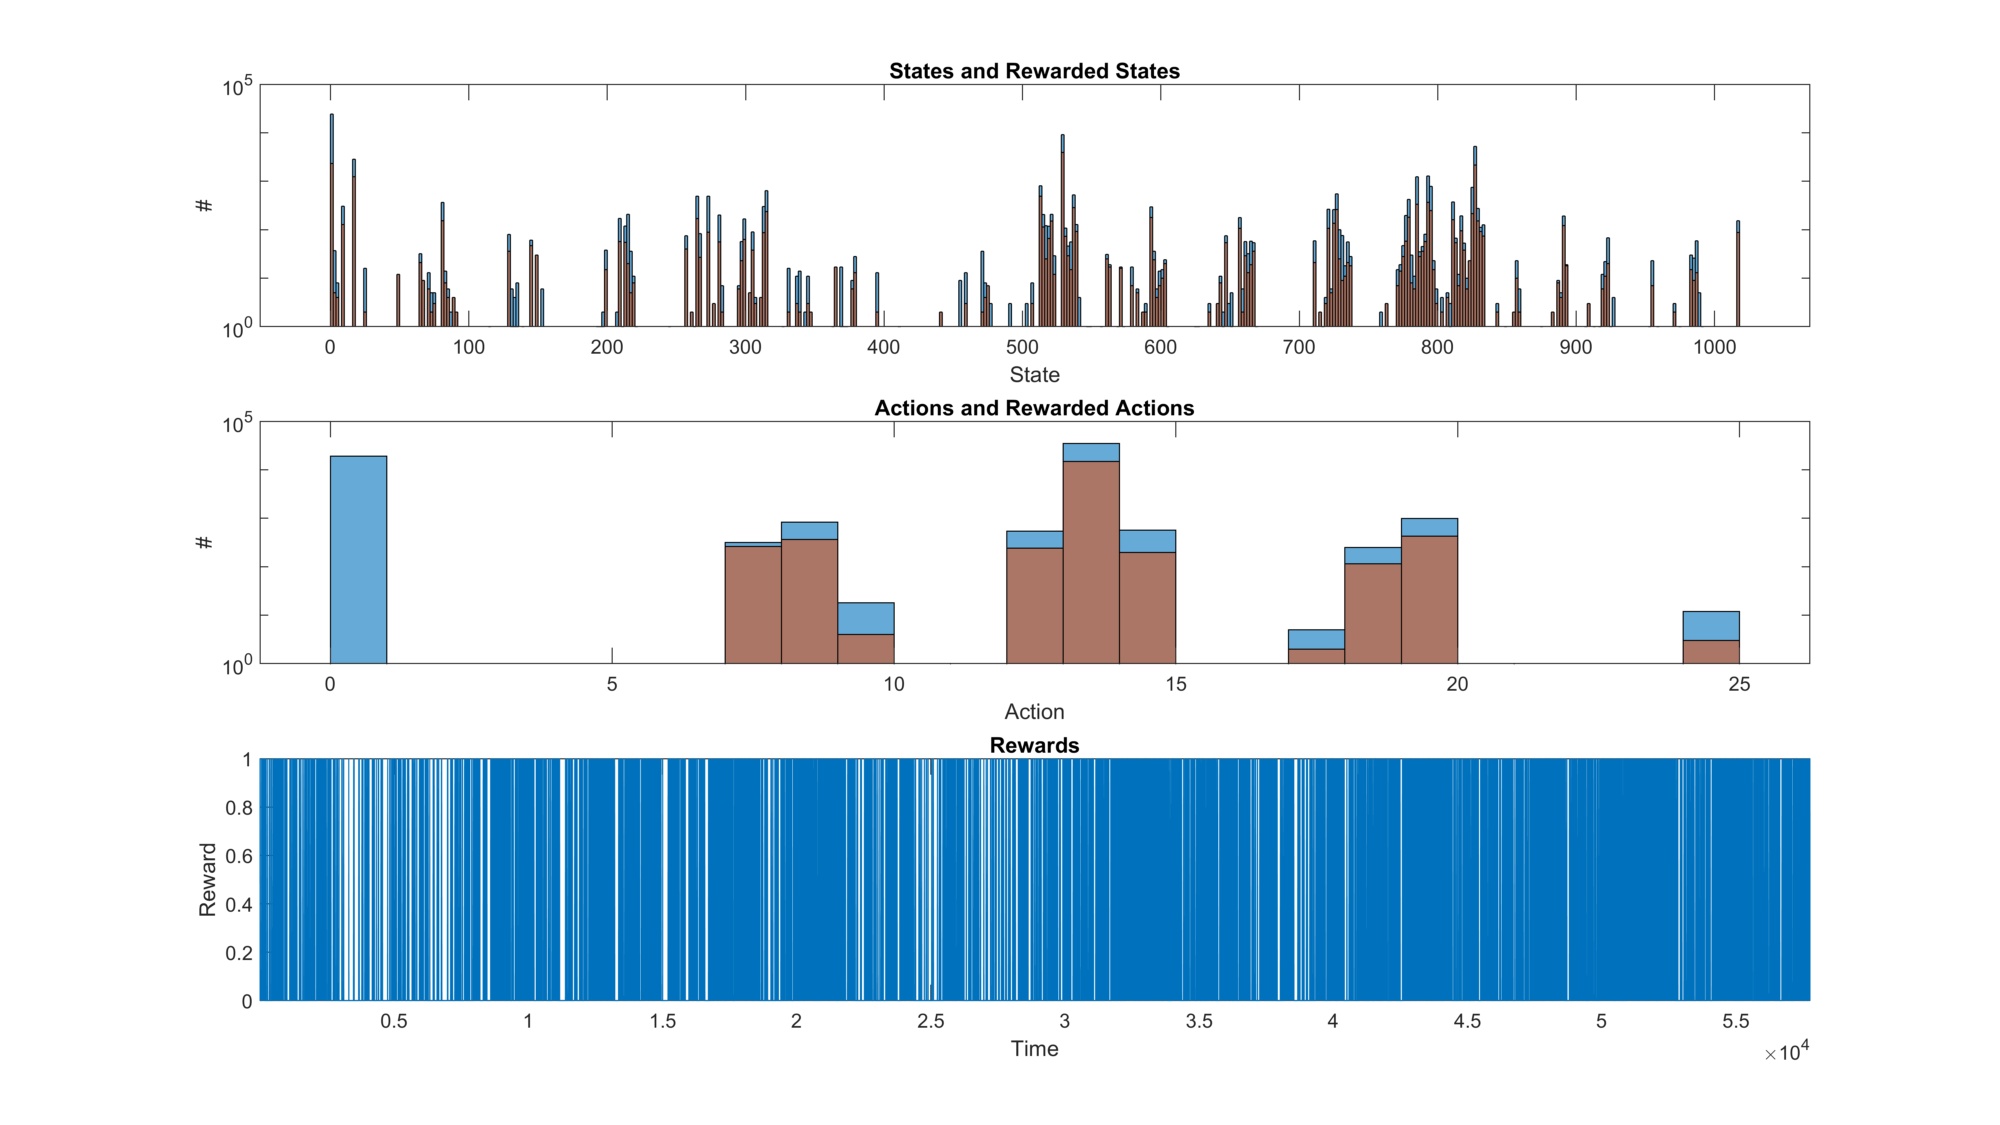 States and Rewarded States
10^5
#
10^0
0 100 200 300 400 500 600 700 800 900 1000
State
Actions and Rewarded Actions
10^5
#
10^0
0 5 10 15 20 25
Action
Rewards
1
0.8
0.6
0.4
0.2
0
Reward
0.5 1 1.5 2 2.5 3 3.5 4 4.5 5 5.5
Time
×10^4